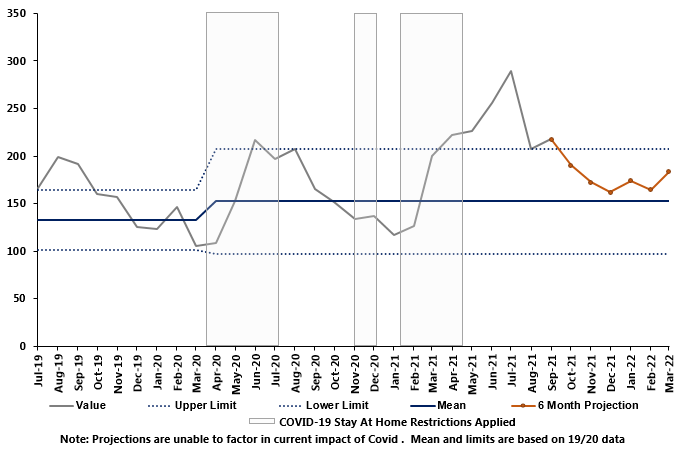 350
300
250
200
150
100
50
0
Jul-19 Aug-19 Sep-19 Oct-19 Nov-19 Dec-19 Jan-20 Feb-20 Mar-20 Apr-20 May-20 Jun-20 Jul-20 Aug-20 Sep-20 Oct-20 Nov-20 Dec-20 Jan-21 Feb-21 Mar-21 Apr-21 May-21 Jun-21 Jul-21 Aug-21 Sep-21 Oct-21 Nov-21 Dec-21 Jan-22 Feb-22 Mar-22
Value Upper Limit Lower Limit Mean 6 Month Projection
COVID-19 Stay At Home Restrictions Applied
Note: Projections are unable to factor in current impact of Covid . Mean and limits are based on 19/20 data